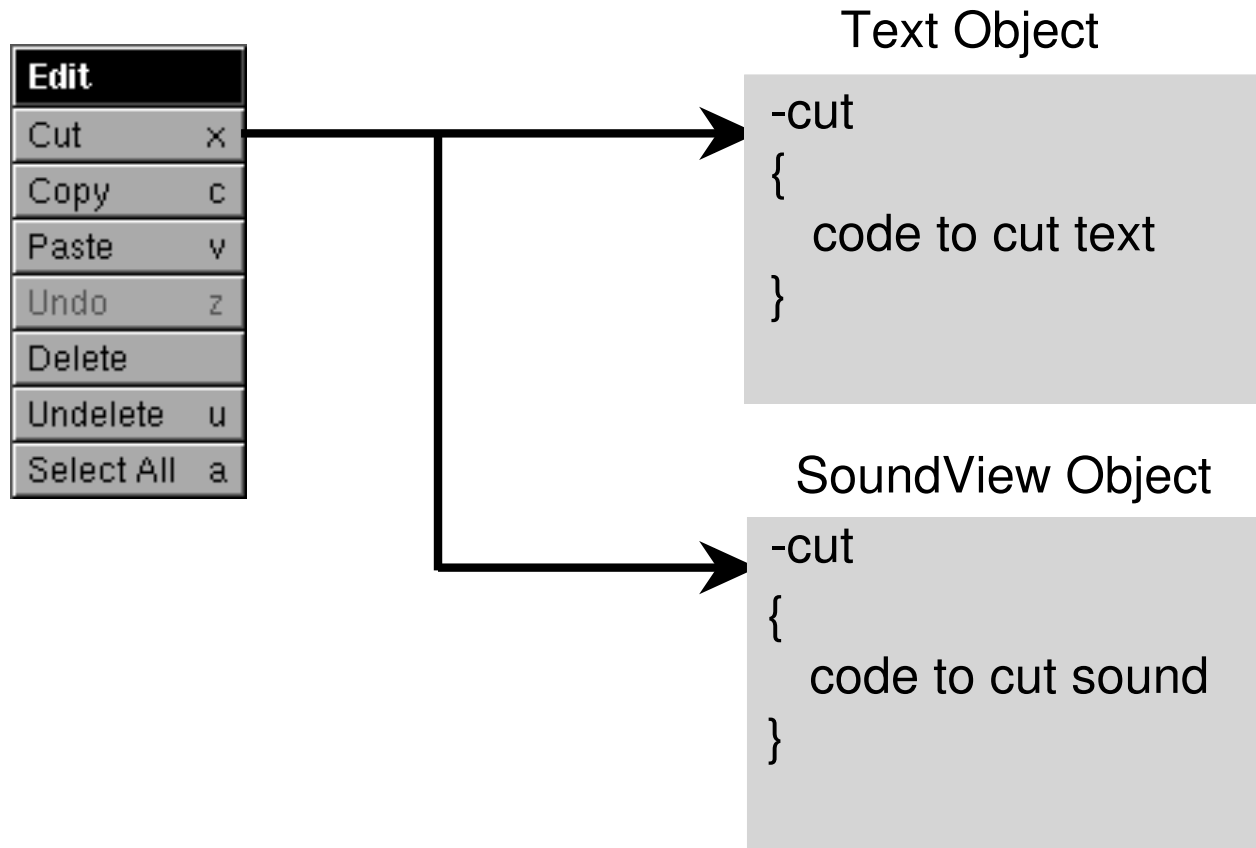 Edit
Cut x
Copy c
Paste v
Undo z
Delete
Undelete u
Select All a
Text Object
-cut
{
code to cut text
}
SoundView Object
-cut
{
code to cut sound
}